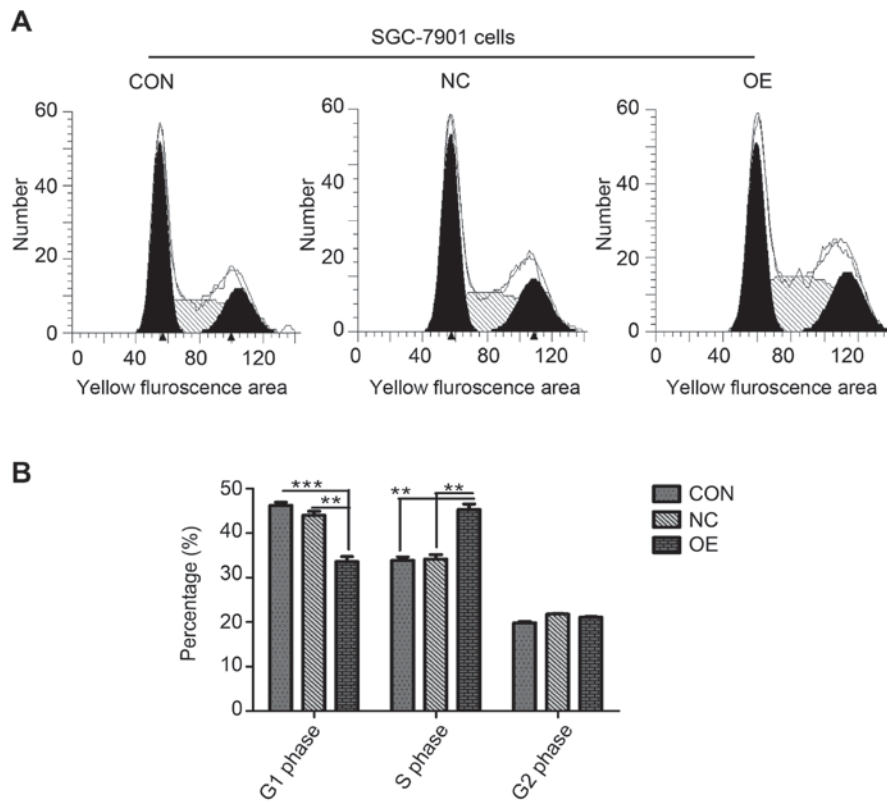 A
SGC-7901 cells
CON
NC
OE
60
40
20
0
Number
0 40 80 120
Yellow fluroscence area
60
40
20
0
Number
0 40 80 120
Yellow fluroscence area
60
40
20
0
Number
0 40 80 120
Yellow fluroscence area
B
50
40
30
20
10
0
Percentage (%)
***
**
**
**
G1 phase
S phase
G2 phase
CON
NC
OE